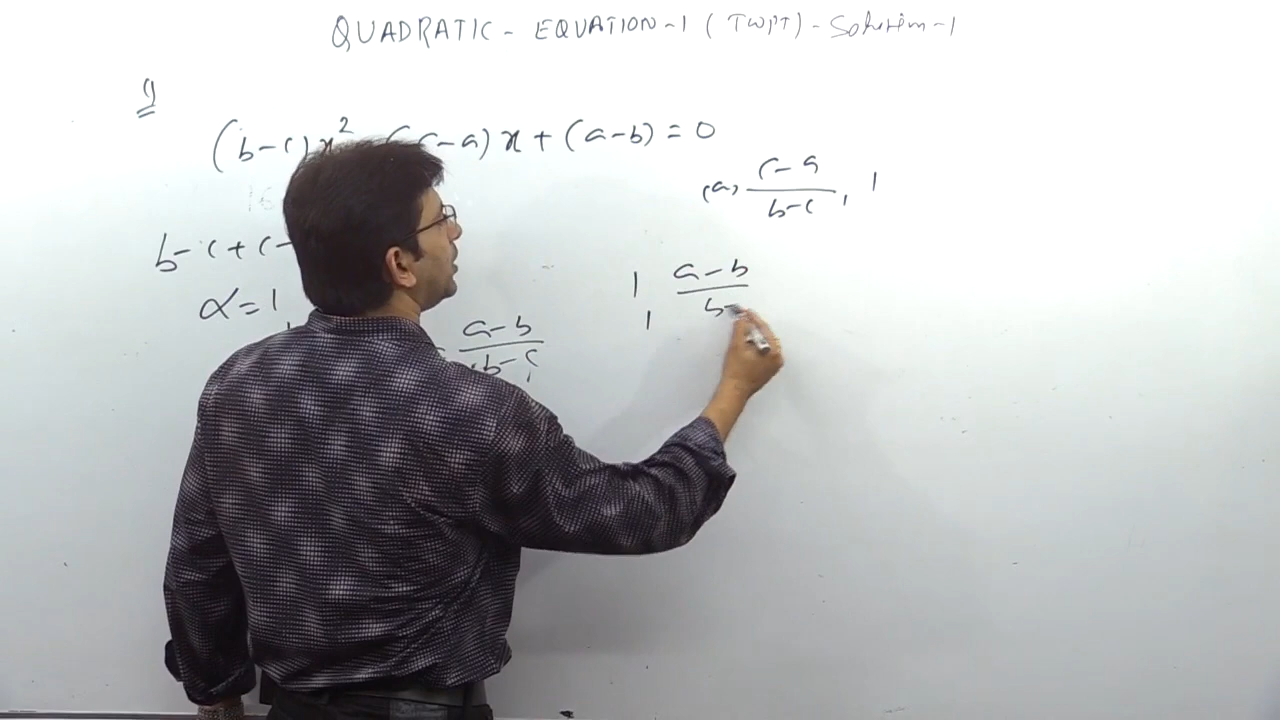 QUADRATIC - EQUATION-1 (TWPT) - Solution-1
1)
(b-c)x² (c-a)x + (a-b) = 0
(a) c-a / b-c , 1
b-c+c-
α=1
a-b / b-c
1, a-b / b-